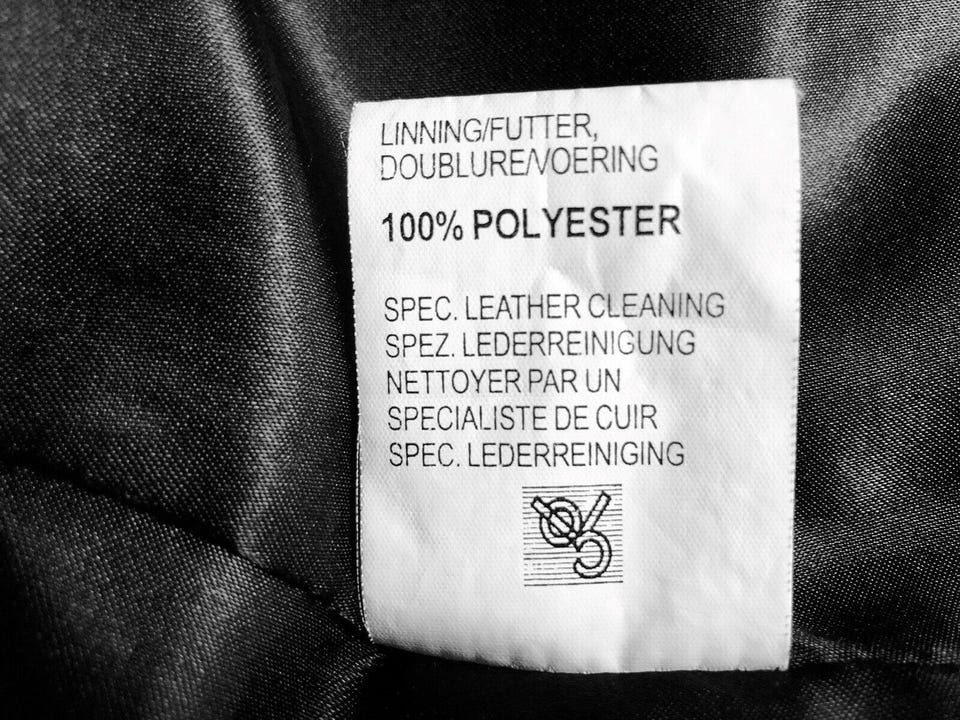 LINNING/FUTTER,
DOUBLURE/VOERING
100% POLYESTER
SPEC. LEATHER CLEANING
SPEZ. LEDERREINIGUNG
NETTOYER PAR UN
SPECIALISTE DE CUIR
SPEC. LEDERREINIGING